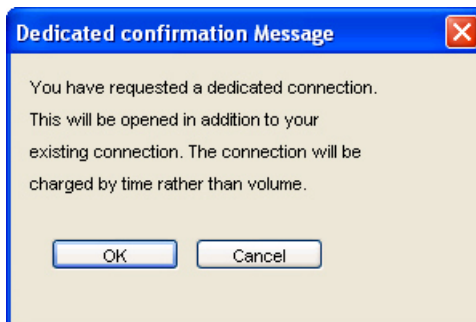 Dedicated confirmation Message
You have requested a dedicated connection.
This will be opened in addition to your
existing connection. The connection will be
charged by time rather than volume.
OK Cancel